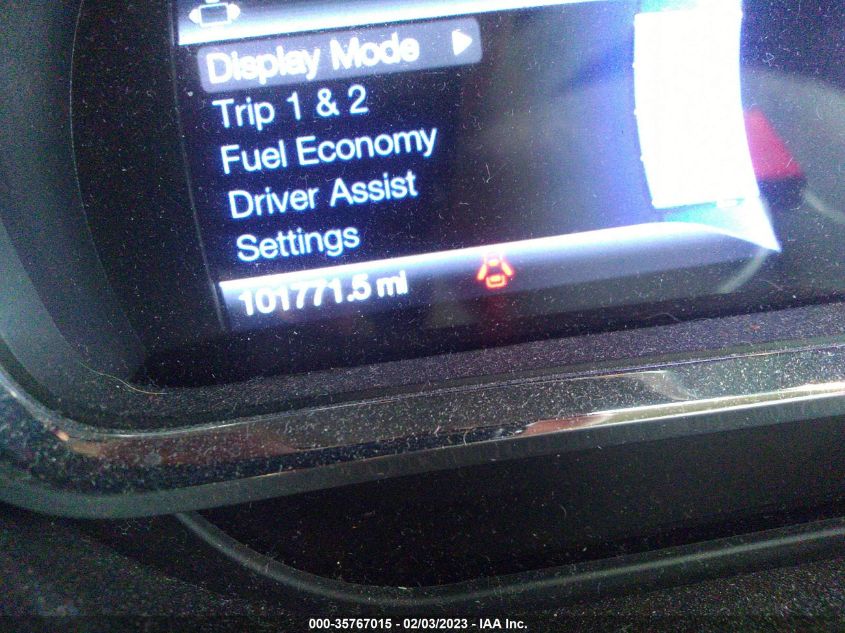 Display Mode
Trip 1 & 2
Fuel Economy
Driver Assist
Settings
101771.5 mi
000-35767015 - 02/03/2023 - IAA Inc.